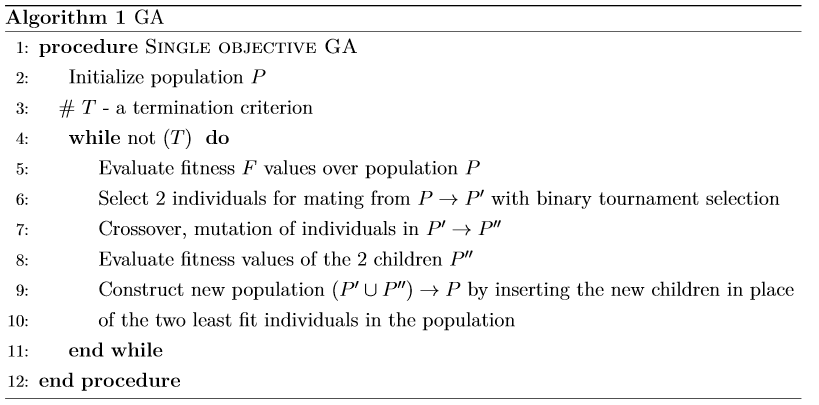 Algorithm 1 GA
1: procedure Single objective GA
2: Initialize population P
3: # T - a termination criterion
4: while not (T) do
5: Evaluate fitness F values over population P
6: Select 2 individuals for mating from P → P′ with binary tournament selection
7: Crossover, mutation of individuals in P′ → P″
8: Evaluate fitness values of the 2 children P″
9: Construct new population (P′ ∪ P″) → P by inserting the new children in place
10: of the two least fit individuals in the population
11: end while
12: end procedure